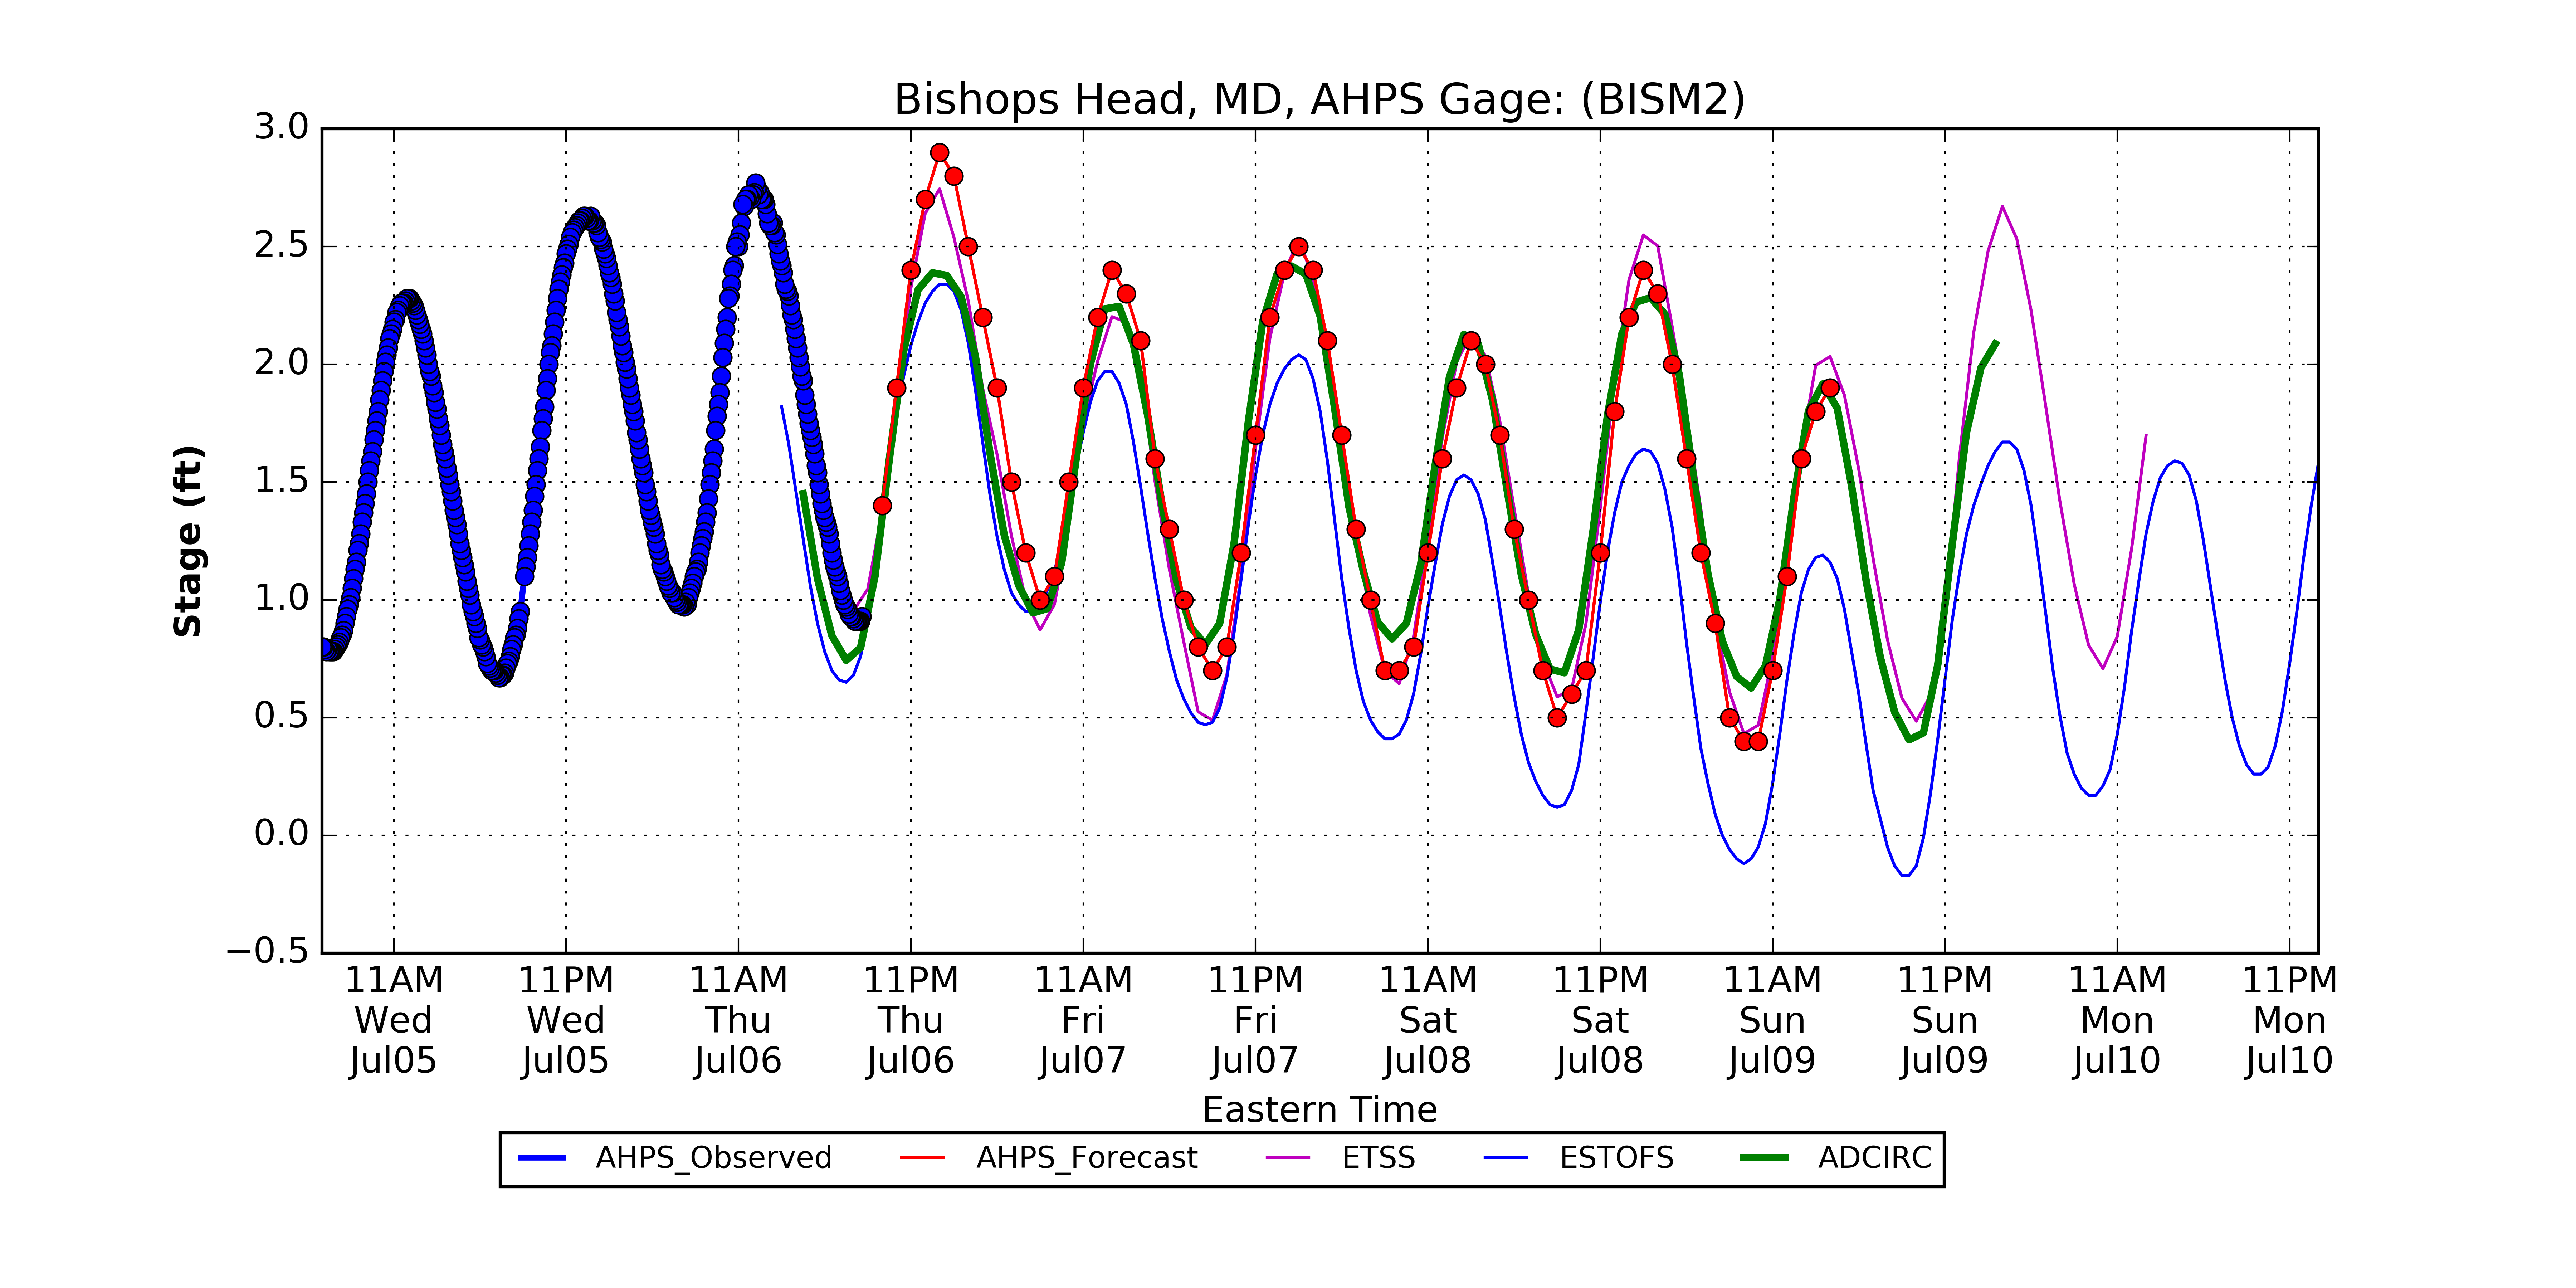 Bishops Head, MD, AHPS Gage: (BISM2)
3.0
2.5
2.0
1.5
1.0
0.5
0.0
−0.5
Stage (ft)
11AM 11PM 11AM 11PM 11AM 11PM 11AM 11PM 11AM 11PM 11AM 11PM
Wed Wed Thu Thu Fri Fri Sat Sat Sun Sun Mon Mon
Jul05 Jul05 Jul06 Jul06 Jul07 Jul07 Jul08 Jul08 Jul09 Jul09 Jul10 Jul10
Eastern Time
AHPS_Observed AHPS_Forecast ETSS ESTOFS ADCIRC